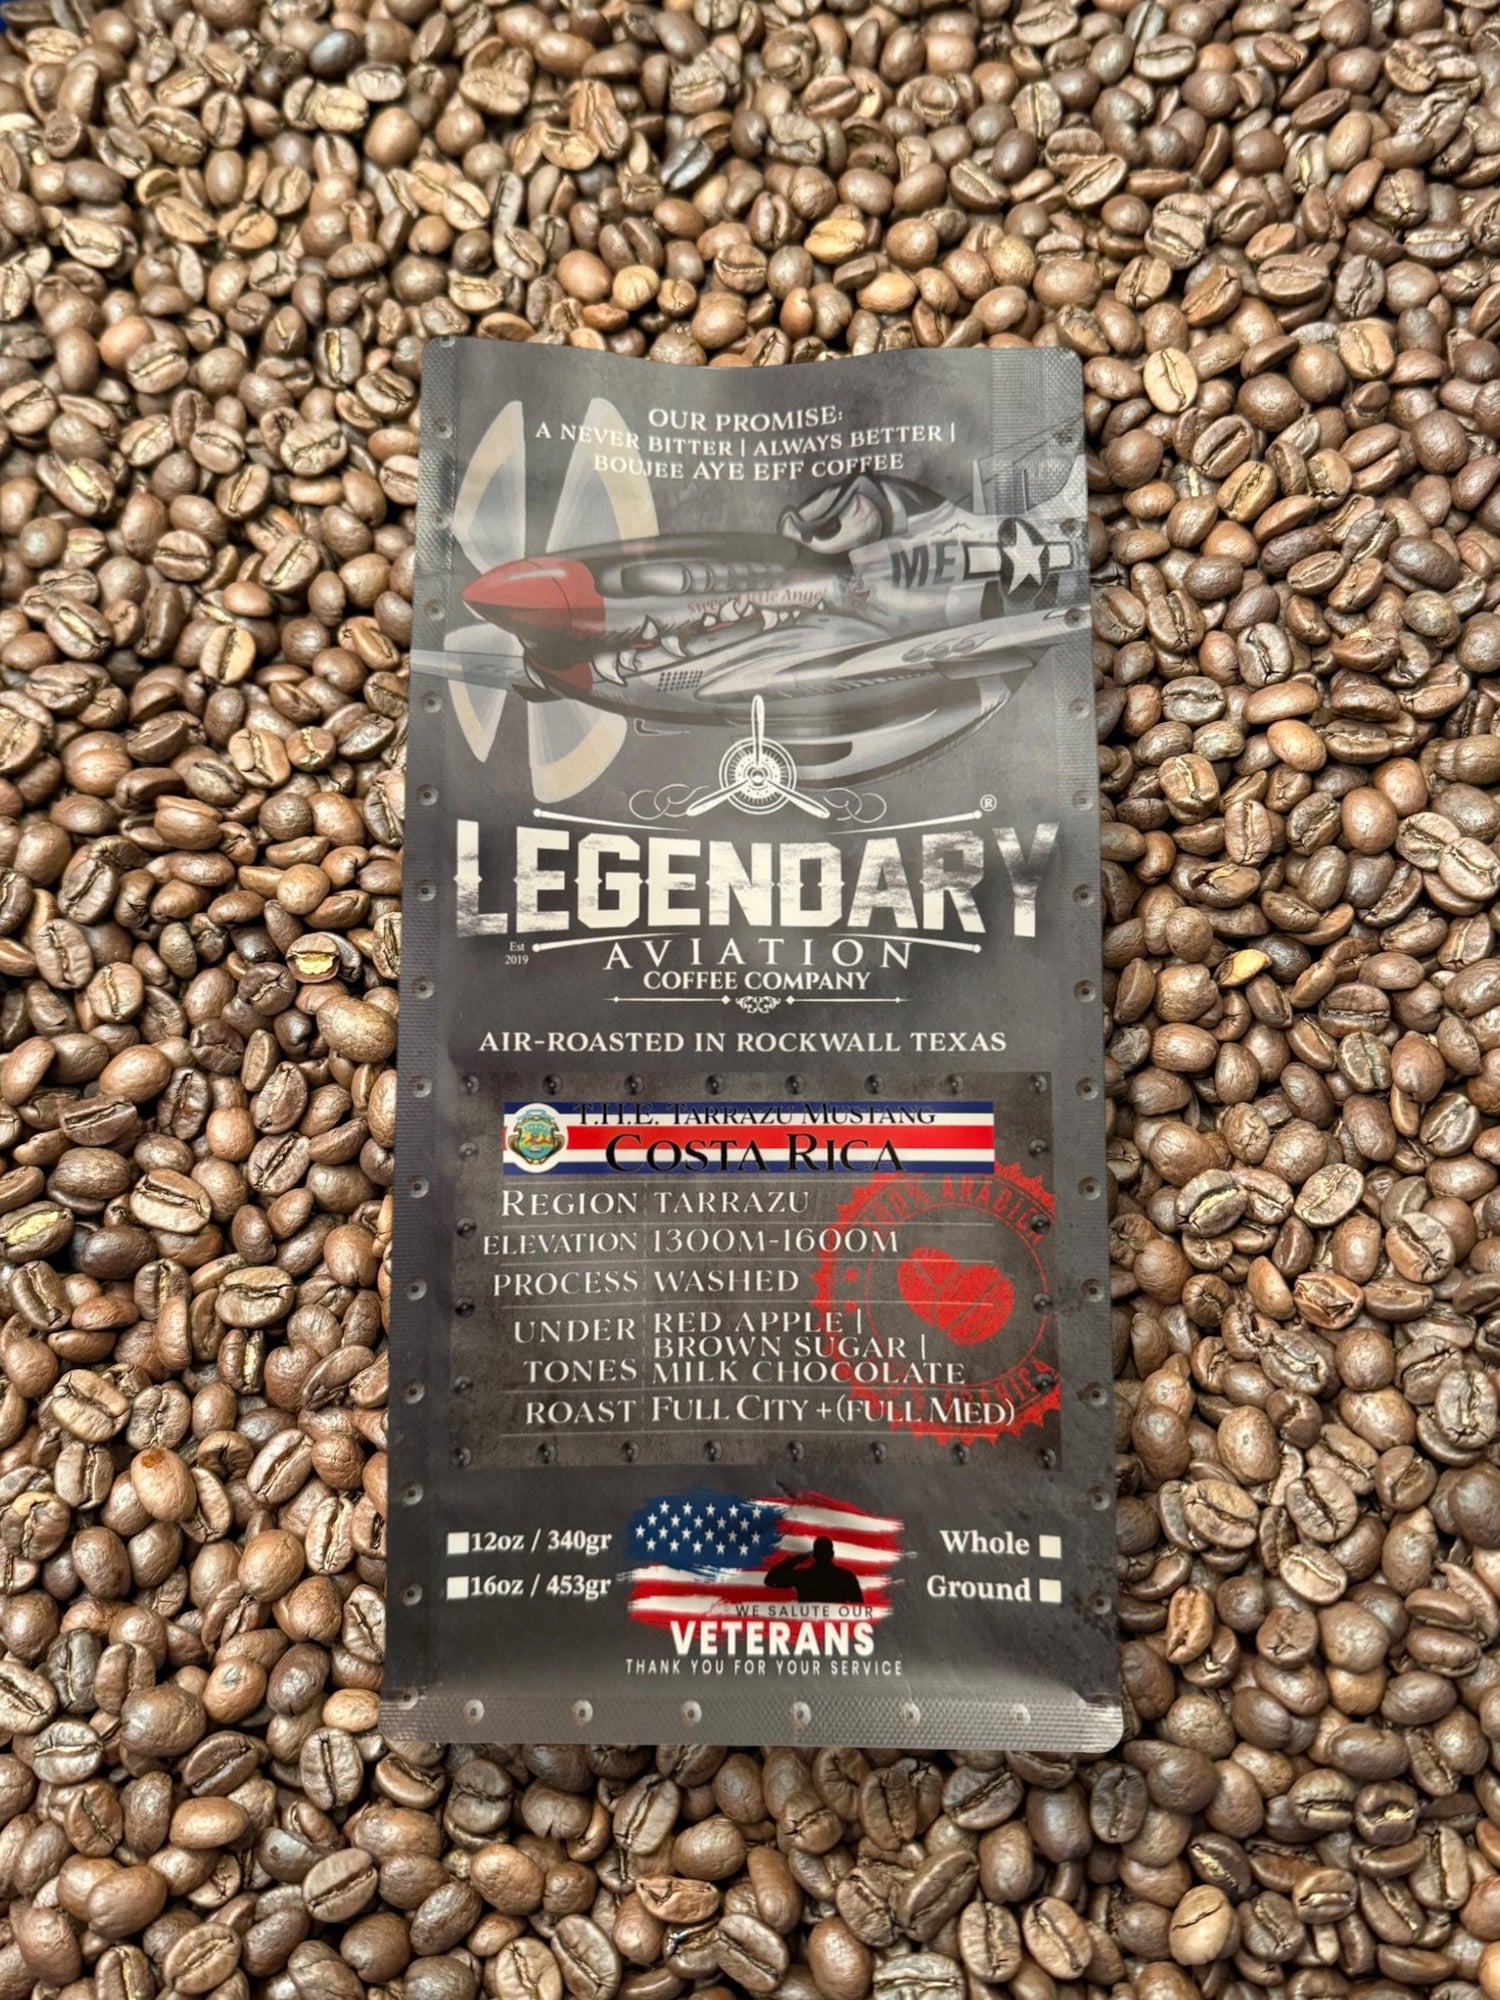 OUR PROMISE:
A NEVER BITTER | ALWAYS BETTER |
BOUJEE AYE EFF COFFEE
ME
Sweet Little Angel
®
LEGENDARY
Est
2019
AVIATION
COFFEE COMPANY
AIR-ROASTED IN ROCKWALL TEXAS
T.H.E. TARRAZU MUSTANG
COSTA RICA
REGION TARRAZU
ELEVATION 1300M-1600M
PROCESS WASHED
UNDER TONES RED APPLE |
BROWN SUGAR |
MILK CHOCOLATE
ROAST FULL CITY + (FULL MED)
100% ARABICA
12oz / 340gr
16oz / 453gr
Whole
Ground
WE SALUTE OUR
VETERANS
THANK YOU FOR YOUR SERVICE